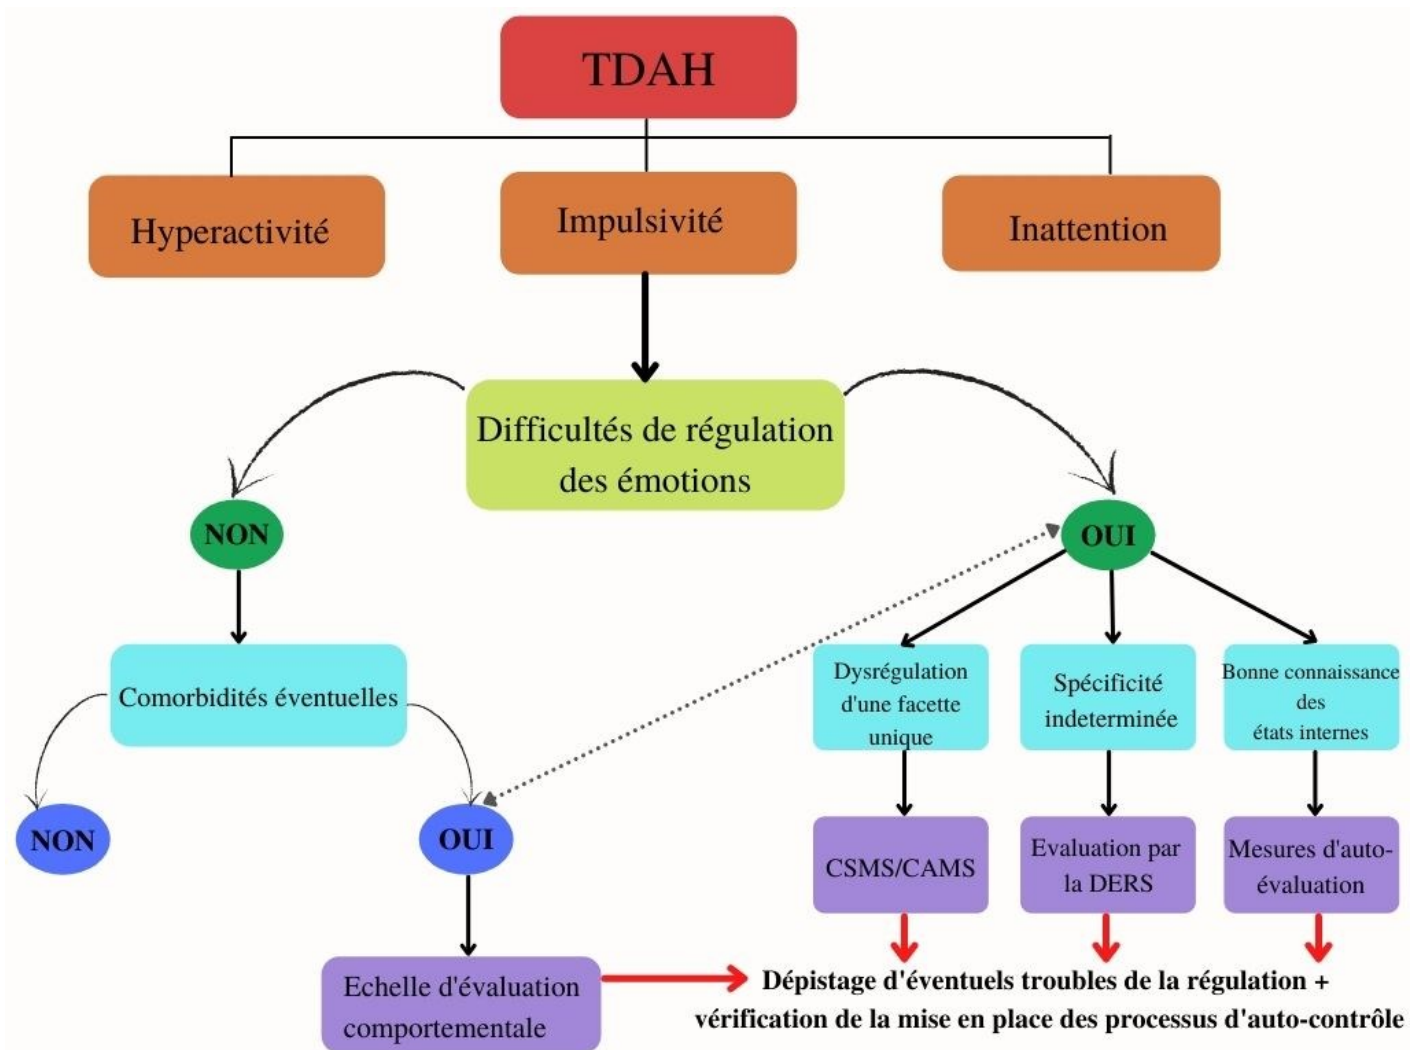 TDAH
Hyperactivité
Impulsivité
Inattention
Difficultés de régulation
des émotions
NON
OUI
Comorbidités éventuelles
Dysrégulation
d'une facette
unique
Spécificité
indeterminée
Bonne connaissance
des
états internes
NON
OUI
CSMS/CAMS
Evaluation par
la DERS
Mesures d'auto-
évaluation
Echelle d'évaluation
comportementale
Dépistage d'éventuels troubles de la régulation +
vérification de la mise en place des processus d'auto-contrôle